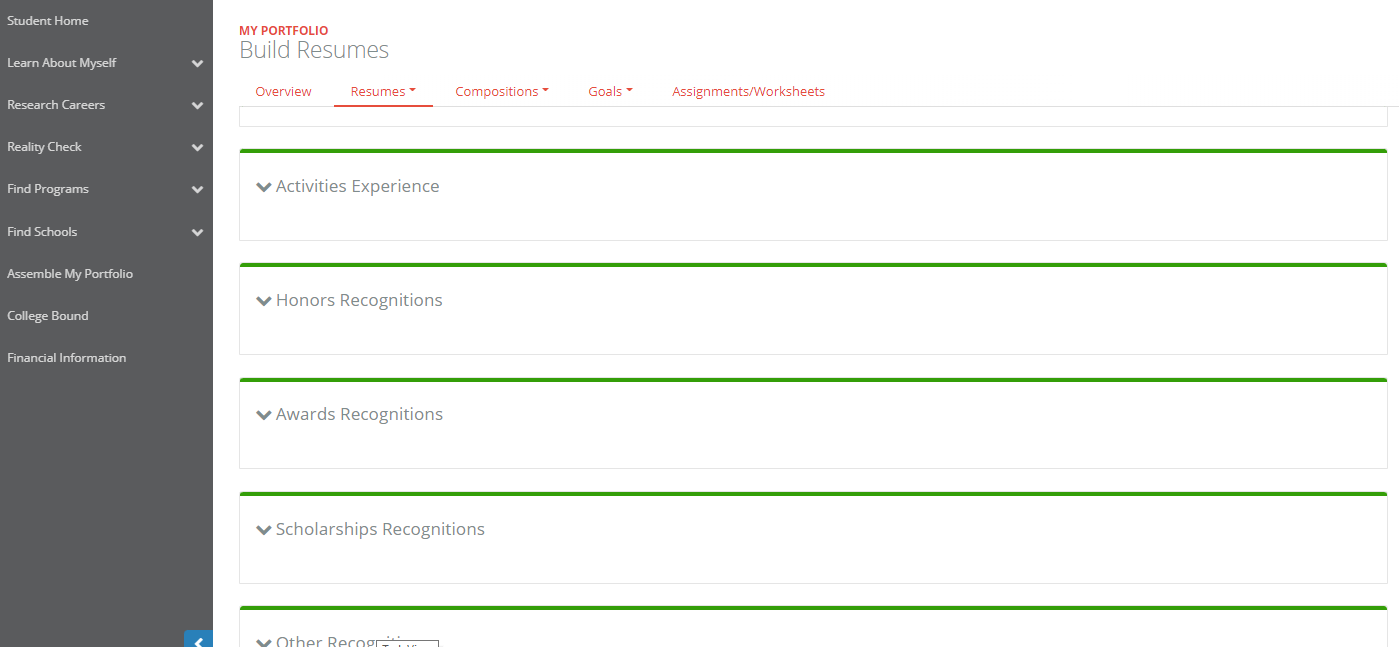 Student Home
Learn About Myself
Research Careers
Reality Check
Find Programs
Find Schools
Assemble My Portfolio
College Bound
Financial Information
MY PORTFOLIO
Build Resumes
Overview Resumes Compositions Goals Assignments/Worksheets
Activities Experience
Honors Recognitions
Awards Recognitions
Scholarships Recognitions
Other